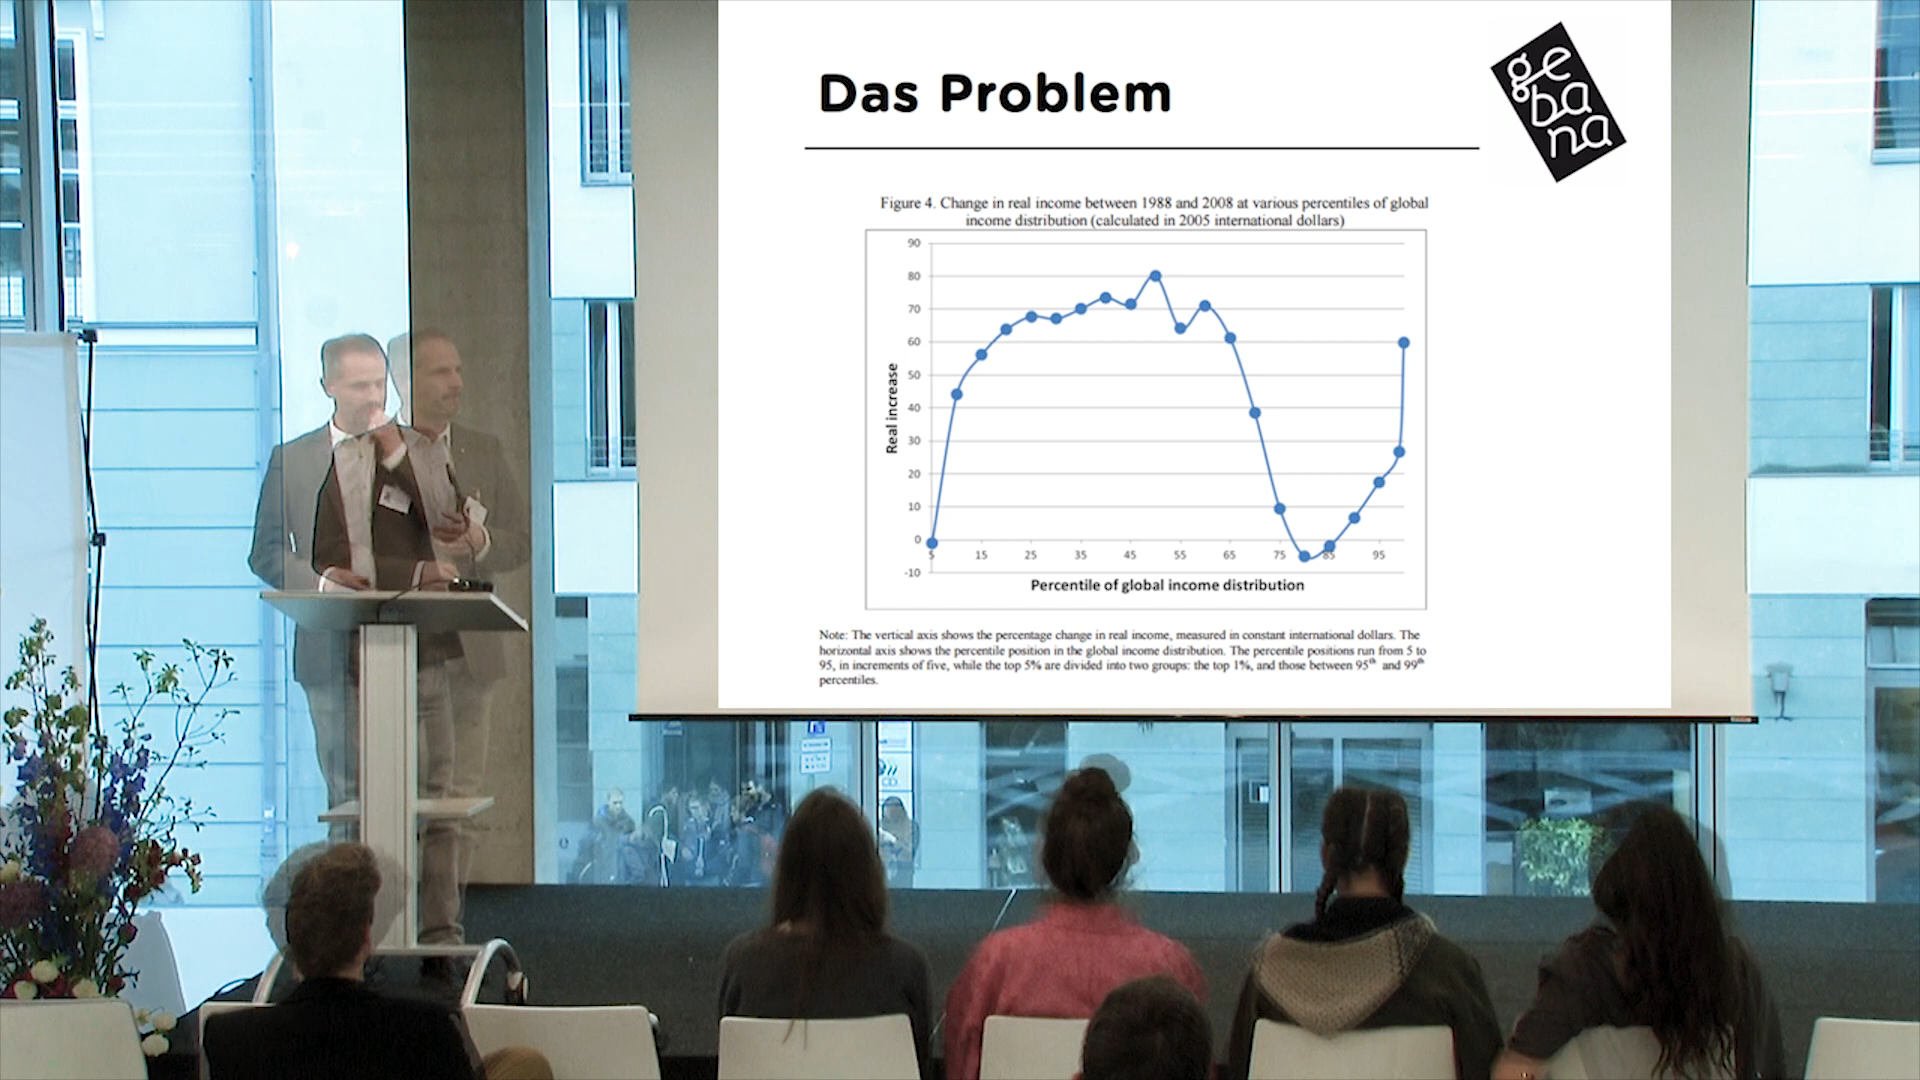 Das Problem
ge
ba
na
Figure 4. Change in real income between 1988 and 2008 at various percentiles of global
income distribution (calculated in 2005 international dollars)
90
80
70
60
50
40
30
20
10
0
-10
Real increase
5 15 25 35 45 55 65 75 85 95
Percentile of global income distribution
Note: The vertical axis shows the percentage change in real income, measured in constant international dollars. The
horizontal axis shows the percentile position in the global income distribution. The percentile positions run from 5 to
95, in increments of five, while the top 5% are divided into two groups: the top 1%, and those between 95th and 99th
percentiles.